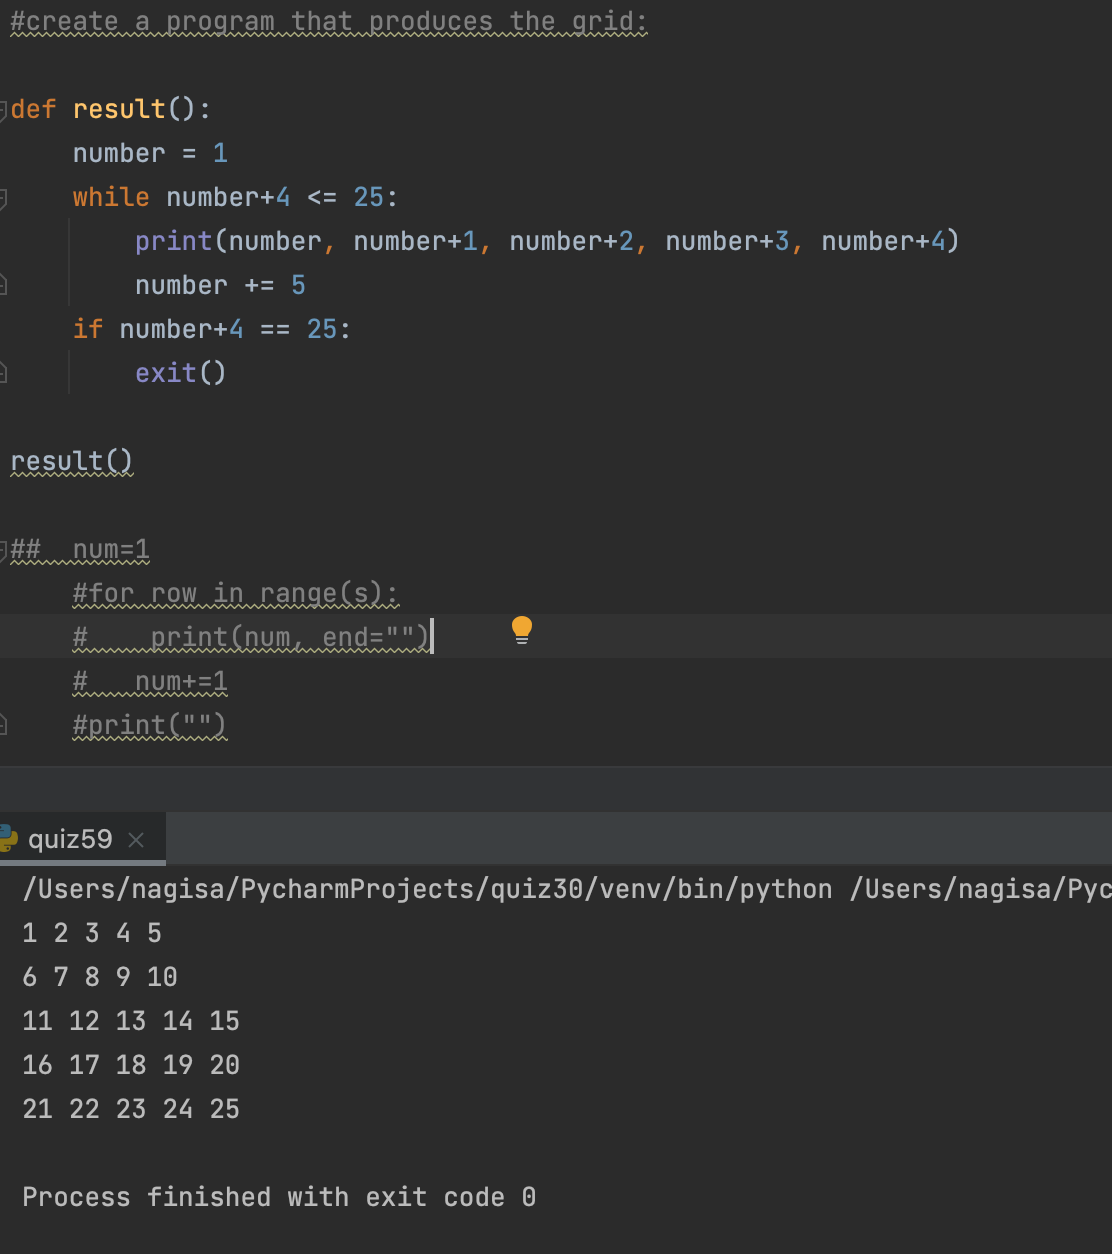 #create a program that produces the grid:
def result():
    number = 1
    while number+4 <= 25:
        print(number, number+1, number+2, number+3, number+4)
        number += 5
    if number+4 == 25:
        exit()
result()
##  num=1
    #for row in range(s):
    #    print(num, end="")
    #   num+=1
    #print("")
quiz59
/Users/nagisa/PycharmProjects/quiz30/venv/bin/python /Users/nagisa/Pyc
1 2 3 4 5
6 7 8 9 10
11 12 13 14 15
16 17 18 19 20
21 22 23 24 25
Process finished with exit code 0